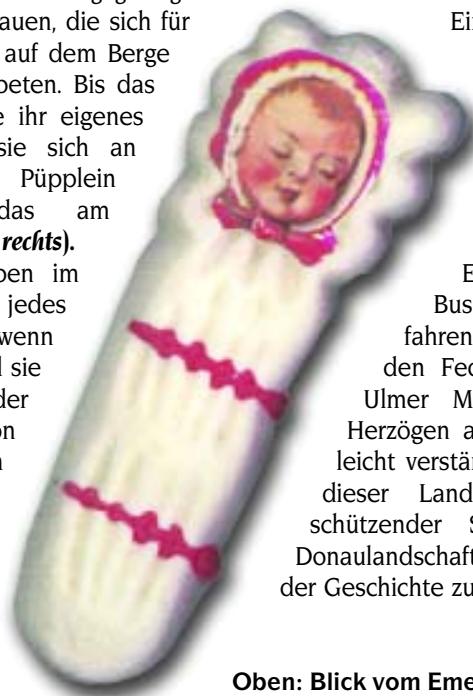 auen, die sich für
auf dem Berge
beten. Bis das
ihr eigenes
sie sich an
Püpplein
das am
rechts).
ben im
jedes
wenn
sie
der
on
Ein
E
Bus
fahren
den Fed
Ulmer M
Herzögen a
leicht verstä
dieser Land
schützender S
Donaulandschaft
der Geschichte zu
Oben: Blick vom Eme